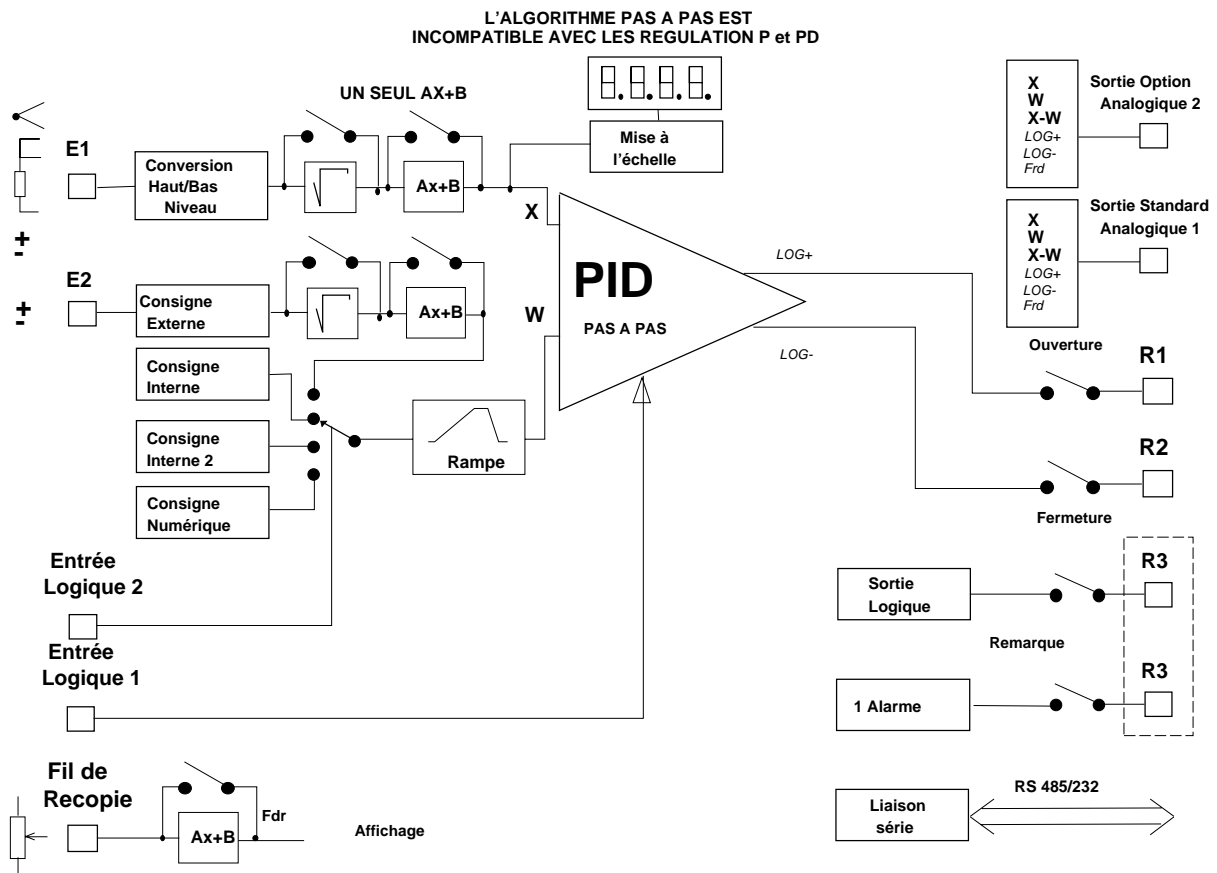 L'ALGORITHME PAS A PAS EST
INCOMPATIBLE AVEC LES REGULATION P et PD
UN SEUL AX+B
8.8.8.8.
Mise à
l'échelle
E1
Conversion
Haut/Bas
Niveau
√
Ax+B
X
+
-
E2
+
-
Consigne
Externe
√
Ax+B
W
PID
PAS A PAS
LOG+
LOG-
Consigne
Interne
Consigne
Interne 2
Consigne
Numérique
Rampe
X
W
X-W
LOG+
LOG-
Frd
Sortie Option
Analogique 2
X
W
X-W
LOG+
LOG-
Frd
Sortie Standard
Analogique 1
Ouverture
R1
R2
Fermeture
Entrée
Logique 2
Entrée
Logique 1
Sortie
Logique
R3
Remarque
1 Alarme
R3
Fil de
Recopie
Ax+B
Fdr
Affichage
Liaison
série
RS 485/232